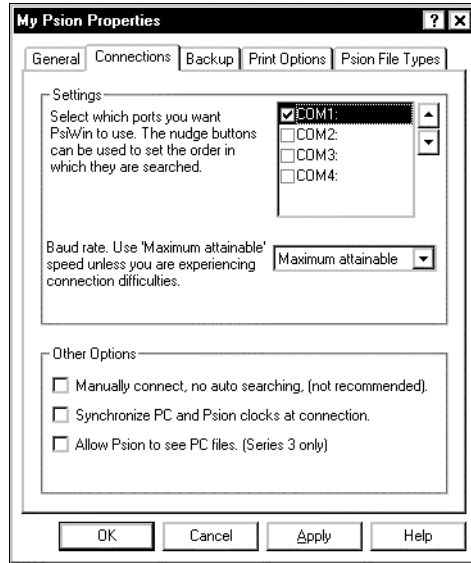 My Psion Properties
General Connections Backup Print Options Psion File Types
Settings
Select which ports you want
PsiWin to use. The nudge buttons
can be used to set the order in
which they are searched.
COM1:
COM2:
COM3:
COM4:
Baud rate. Use 'Maximum attainable'
speed unless you are experiencing
connection difficulties.
Maximum attainable
Other Options
Manually connect, no auto searching, (not recommended).
Synchronize PC and Psion clocks at connection.
Allow Psion to see PC files. (Series 3 only)
OK Cancel Apply Help